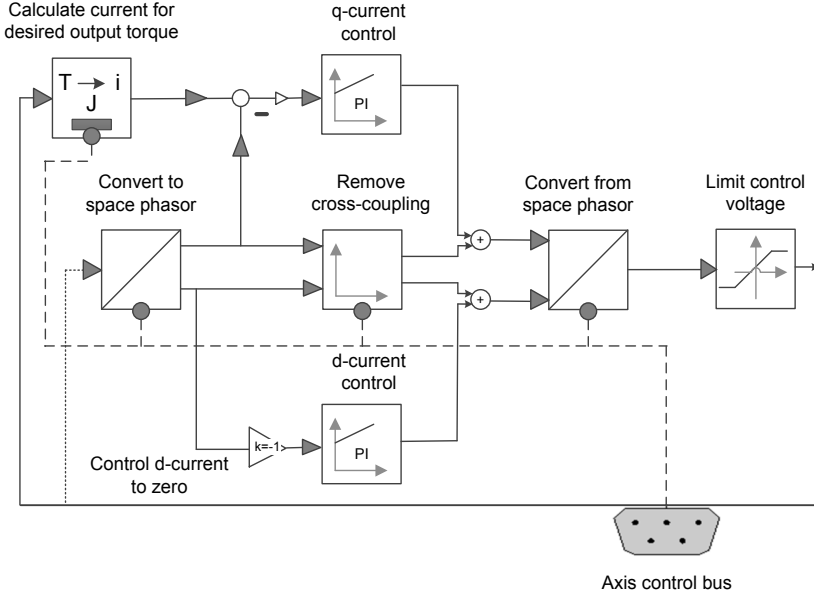 Calculate current for
desired output torque
q-current
control
T → i
J
PI
Convert to
space phasor
Remove
cross-coupling
Convert from
space phasor
Limit control
voltage
+
+
d-current
control
k=-1
PI
Control d-current
to zero
Axis control bus